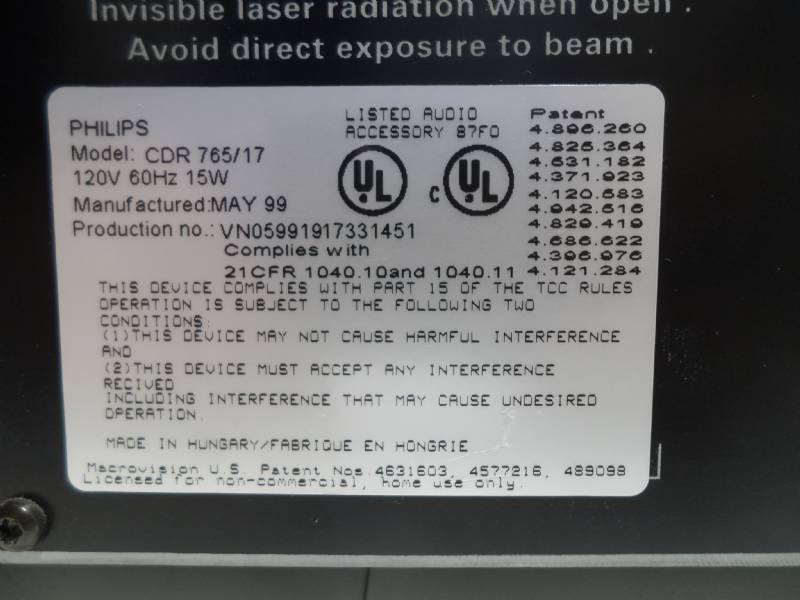 Invisible laser radiation when open .
Avoid direct exposure to beam .
PHILIPS
Model: CDR 765/17
120V 60Hz 15W
Manufactured:MAY 99
Production no.: VN05991917331451
Complies with
21CFR 1040.10and 1040.11
LISTED AUDIO
ACCESSORY 87F0
UL
c UL
Patent
4.896.260
4.825.364
4.631.182
4.371.923
4.120.583
4.942.516
4.829.419
4.686.622
4.396.976
4.121.284
THIS DEVICE COMPLIES WITH PART 15 OF THE TCC RULES
OPERATION IS SUBJECT TO THE FOLLOWING TWO
CONDITIONS:
(1)THIS DEVICE MAY NOT CAUSE HARMFUL INTERFERENCE
AND
(2)THIS DEVICE MUST ACCEPT ANY INTERFERENCE
RECIVED
INCLUDING INTERFERENCE THAT MAY CAUSE UNDESIRED
OPERATION.
MADE IN HUNGARY/FABRIQUE EN HONGRIE
Macrovision U.S. Patent Nos. 4631603, 4577216, 489098
Licensed for non-commercial, home use only.